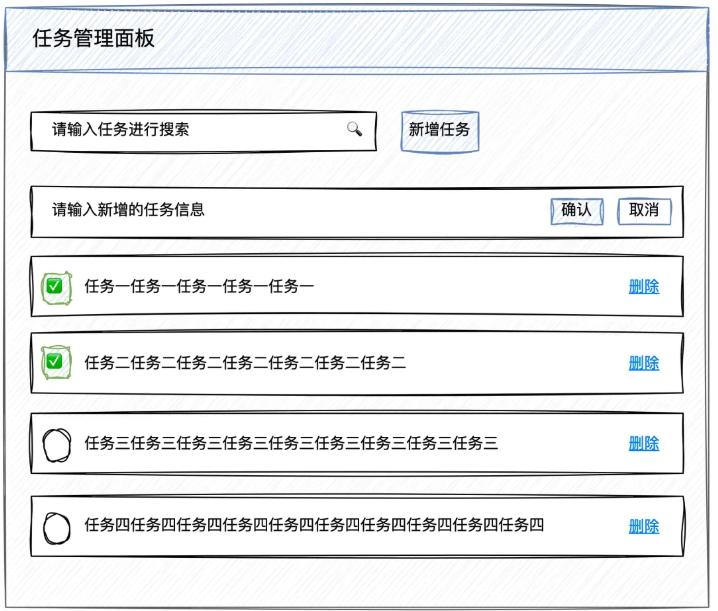 任务管理面板
请输入任务进行搜索
新增任务
请输入新增的任务信息
确认
取消
任务一任务一任务一任务一任务一
删除
任务二任务二任务二任务二任务二任务二任务二
删除
任务三任务三任务三任务三任务三任务三任务三任务三任务三
删除
任务四任务四任务四任务四任务四任务四任务四任务四任务四任务四
删除